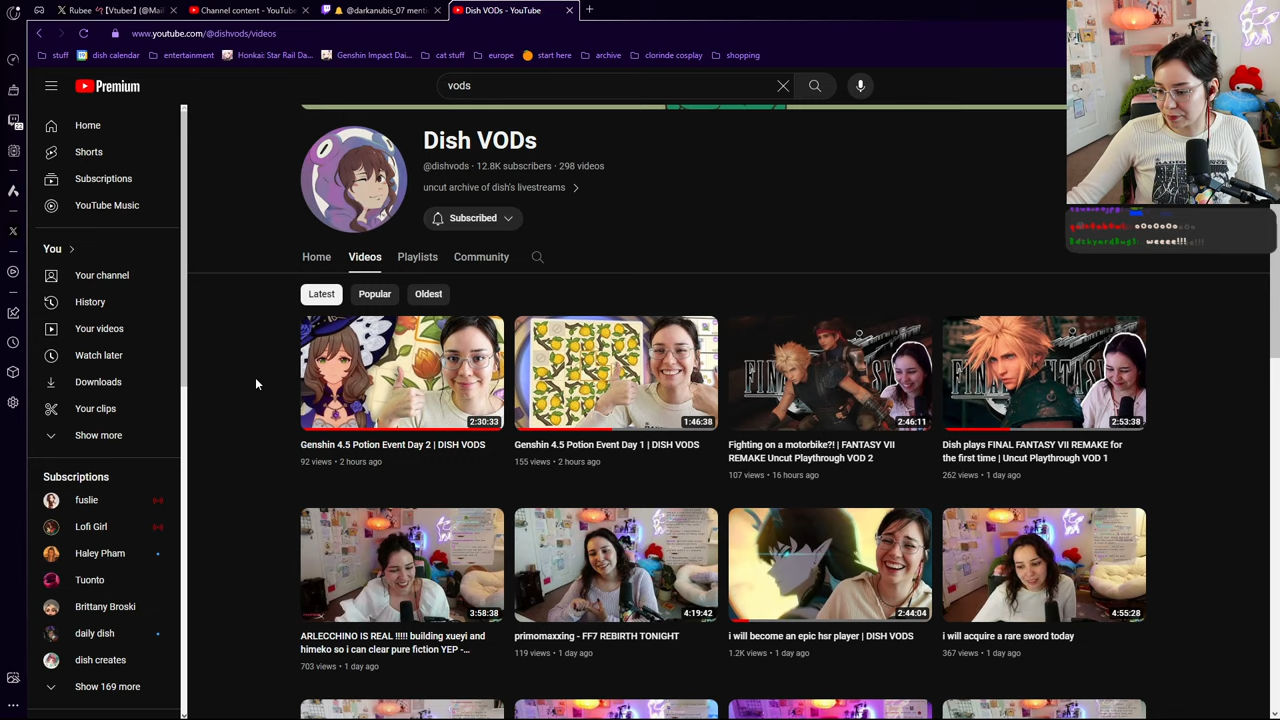 Rubee [Vtuber] (@Mai
Channel content - YouTube
@darkanubis_07 menti
Dish VODs - YouTube
www.youtube.com/@dishvods/videos
stuff
dish calendar
entertainment
Honkai: Star Rail Da...
Genshin Impact Dai...
cat stuff
europe
start here
archive
clorinde cosplay
shopping
Premium
vods
Home
Shorts
Subscriptions
YouTube Music
You
Your channel
History
Your videos
Watch later
Downloads
Your clips
Show more
Subscriptions
fuslie
Lofi Girl
Haley Pham
Tuonto
Brittany Broski
daily dish
dish creates
Show 169 more
Dish VODs
@dishvods · 12.8K subscribers · 298 videos
uncut archive of dish's livestreams
Subscribed
Home Videos Playlists Community
Latest Popular Oldest
2:30:33
Genshin 4.5 Potion Event Day 2 | DISH VODS
92 views • 2 hours ago
1:46:38
Genshin 4.5 Potion Event Day 1 | DISH VODS
155 views • 2 hours ago
2:46:11
Fighting on a motorbike?! | FANTASY VII
REMAKE Uncut Playthrough VOD 2
107 views • 16 hours ago
2:53:38
Dish plays FINAL FANTASY VII REMAKE for
the first time | Uncut Playthrough VOD 1
262 views • 1 day ago
3:58:38
ARLECCHINO IS REAL !!!!! building xueyi and
himeko so i can clear pure fiction YEP -...
703 views • 1 day ago
4:19:42
primomaxxing - FF7 REBIRTH TONIGHT
119 views • 1 day ago
2:44:04
i will become an epic hsr player | DISH VODS
1.2K views • 1 day ago
4:55:28
i will acquire a rare sword today
367 views • 1 day ago
oOoOoOo
weeee!!!